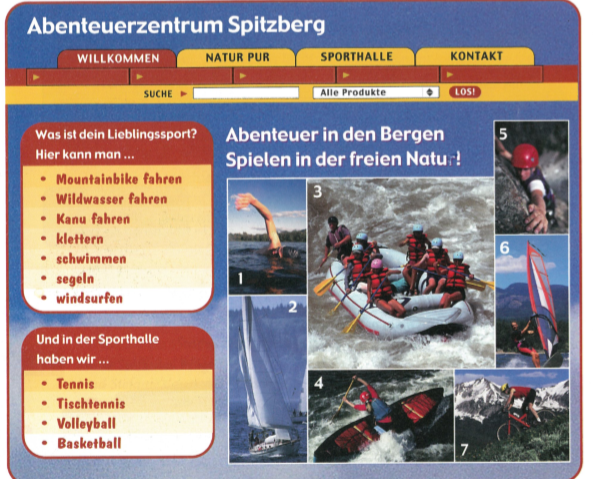 Abenteuerzentrum Spitzberg
WILLKOMMEN NATUR PUR SPORTHALLE KONTAKT
SUCHE Alle Produkte LOS!
Was ist dein Lieblingssport?
Hier kann man ...
• Mountainbike fahren
• Wildwasser fahren
• Kanu fahren
• klettern
• schwimmen
• segeln
• windsurfen
Und in der Sporthalle
haben wir ...
• Tennis
• Tischtennis
• Volleyball
• Basketball
Abenteuer in den Bergen
Spielen in der freien Natur!
1
2
3
4
5
6
7